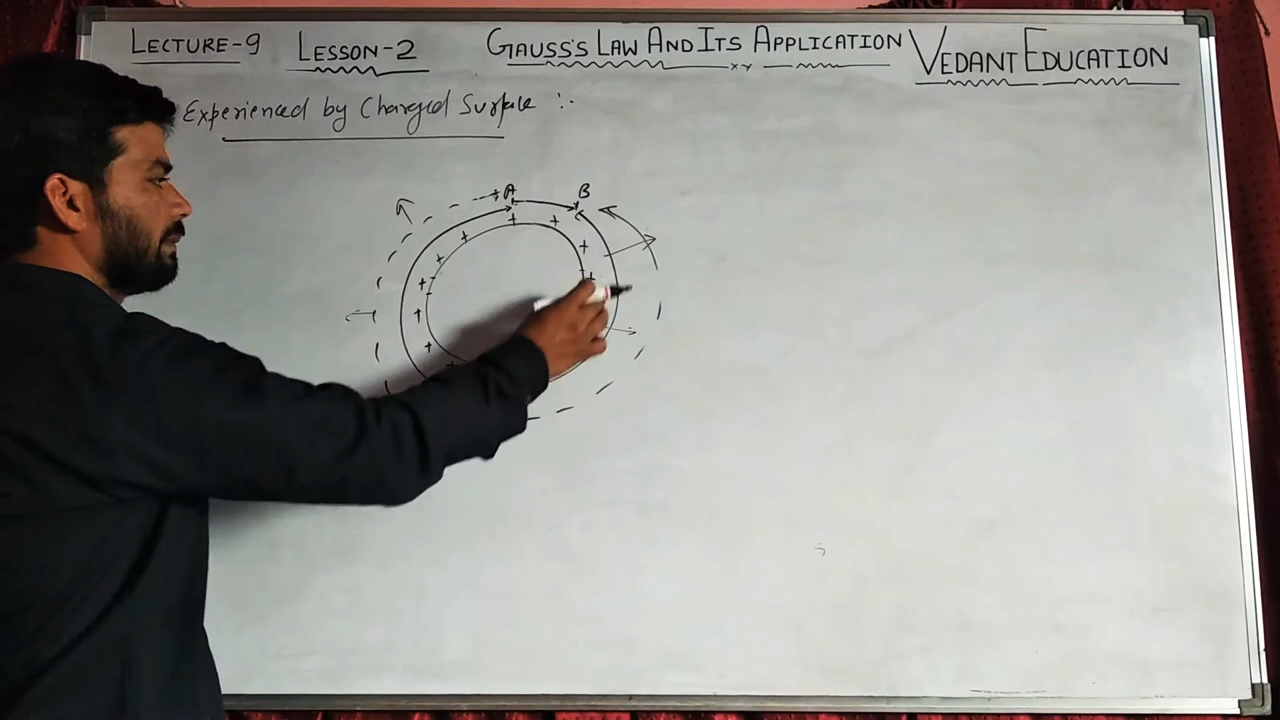 LECTURE-9 LESSON-2 GAUSS'S LAW AND ITS APPLICATION VEDANT EDUCATION
Experienced by Charged Surface :-
A B
+ + + + + + + + + +